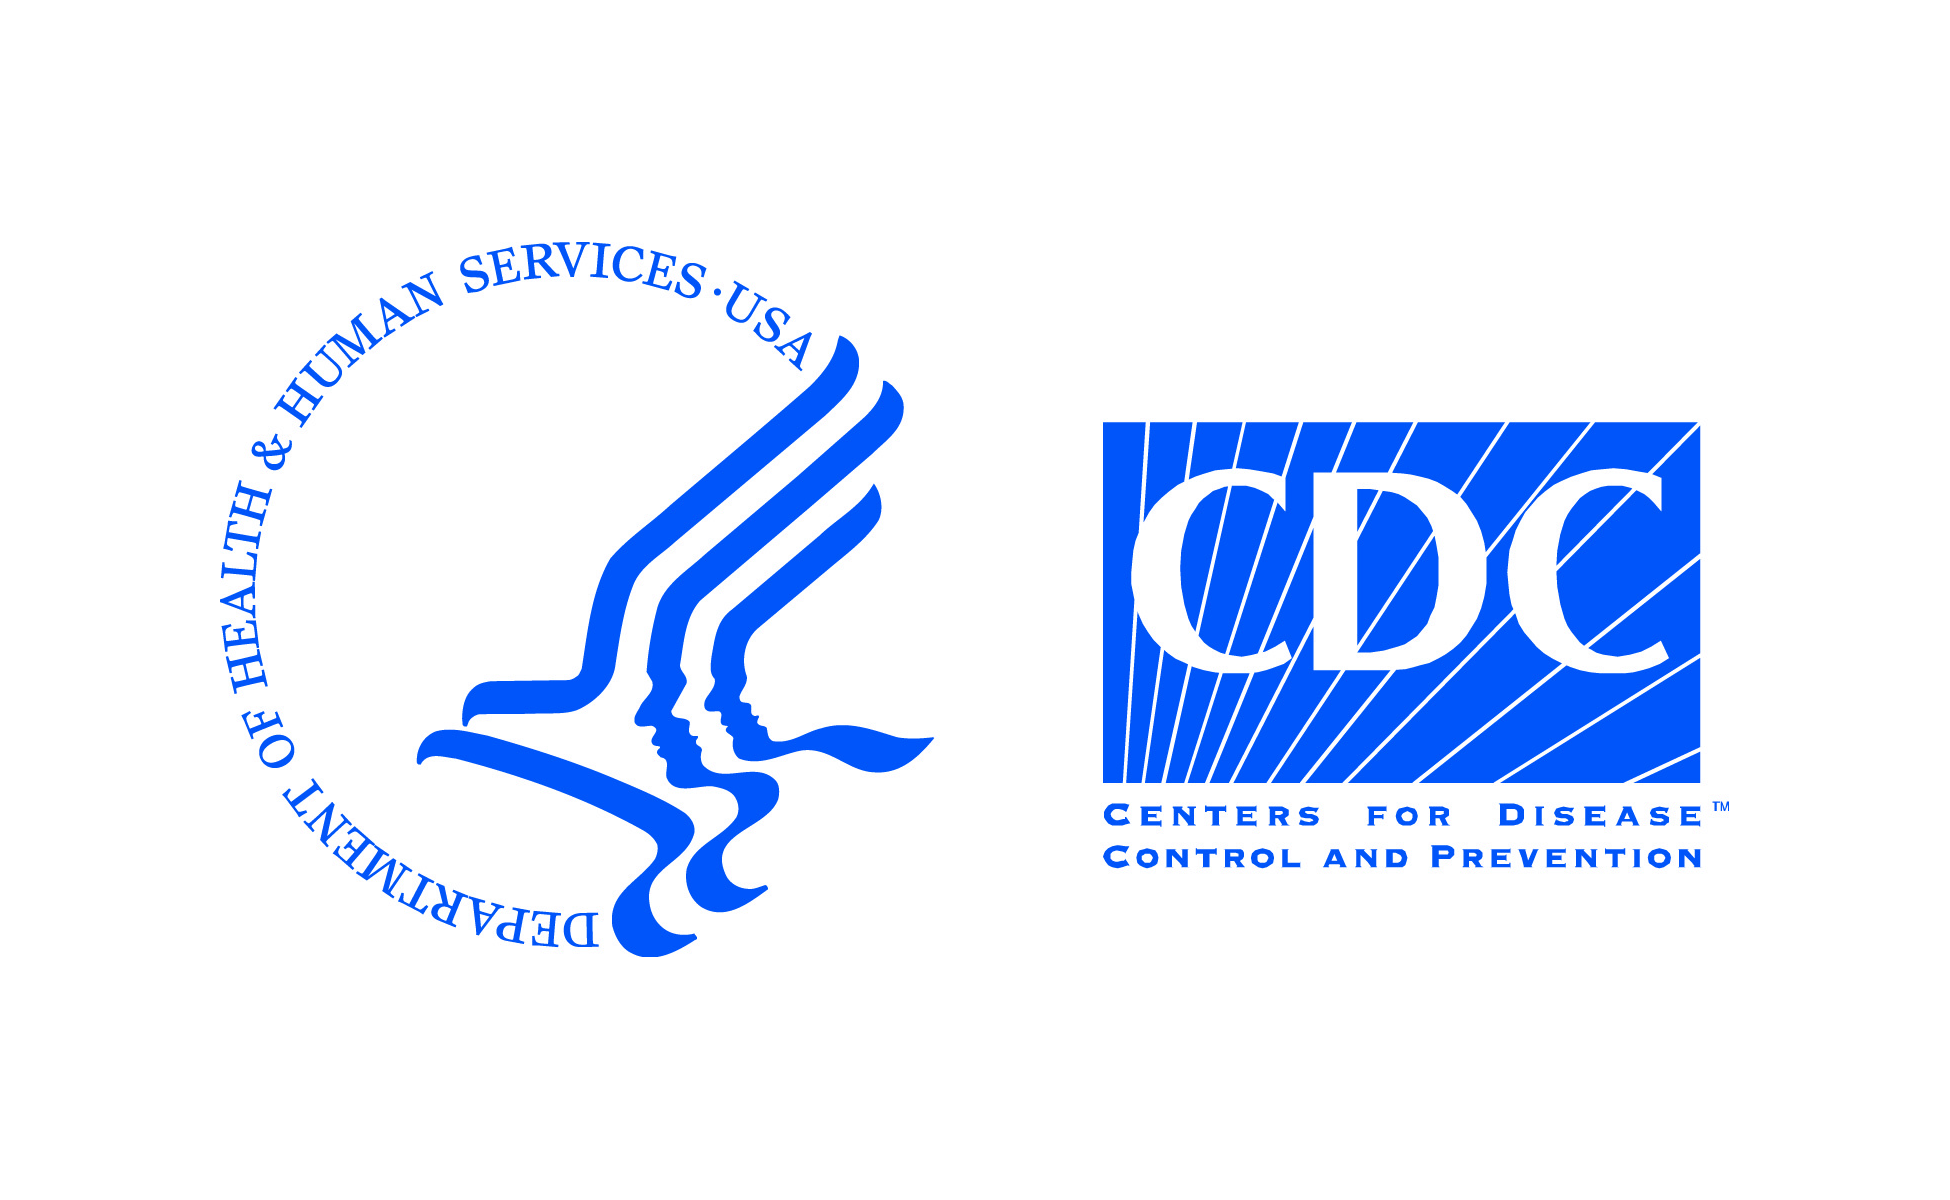 DEPARTMENT OF HEALTH & HUMAN SERVICES·USA
CDC
CENTERS FOR DISEASE™
CONTROL AND PREVENTION